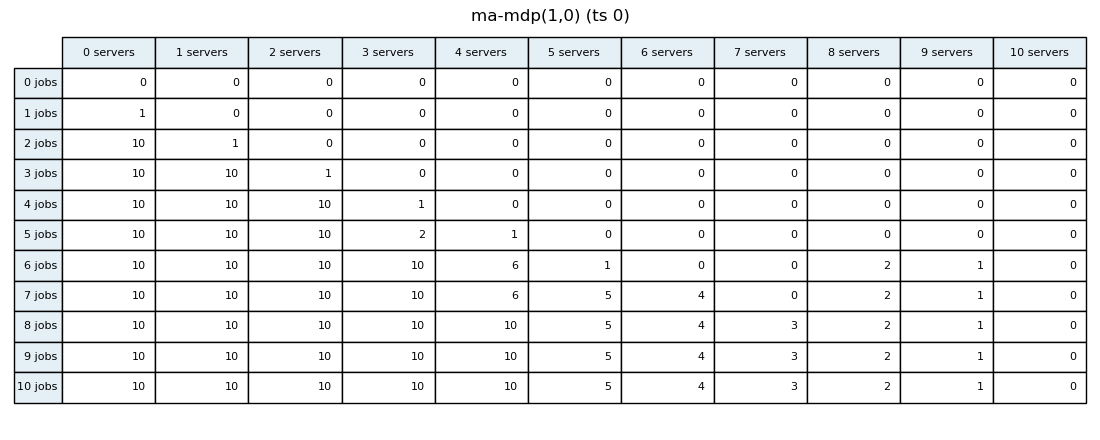 ma-mdp(1,0) (ts 0)
0 servers 1 servers 2 servers 3 servers 4 servers 5 servers 6 servers 7 servers 8 servers 9 servers 10 servers
0 jobs 0 0 0 0 0 0 0 0 0 0 0
1 jobs 1 0 0 0 0 0 0 0 0 0 0
2 jobs 10 1 0 0 0 0 0 0 0 0 0
3 jobs 10 10 1 0 0 0 0 0 0 0 0
4 jobs 10 10 10 1 0 0 0 0 0 0 0
5 jobs 10 10 10 2 1 0 0 0 0 0 0
6 jobs 10 10 10 10 6 1 0 0 2 1 0
7 jobs 10 10 10 10 6 5 4 0 2 1 0
8 jobs 10 10 10 10 10 5 4 3 2 1 0
9 jobs 10 10 10 10 10 5 4 3 2 1 0
10 jobs 10 10 10 10 10 5 4 3 2 1 0